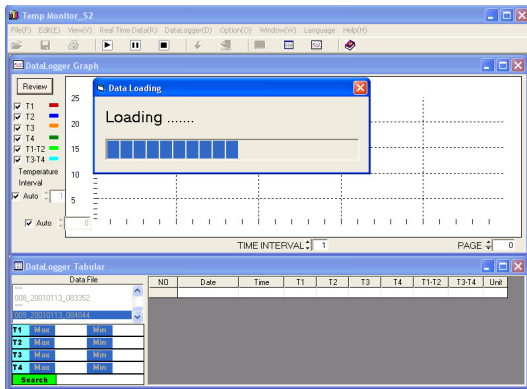 Temp Monitor_S2
File(F) Edit(E) View(V) Real Time Data(R) DataLogger(D) Option(O) Window(W) Language Help(H)
DataLogger Graph
Review
T1
T2
T3
T4
T1-T2
T3-T4
Temperature
Interval
Auto 1
Auto 0
25
20
15
10
5
Data Loading
Loading .......
TIME INTERVAL 1
PAGE 0
DataLogger Tabular
Data File
008_20010113_083352
009_20010113_084844
T1 Max Min
T2 Max Min
T3 Max Min
T4 Max Min
Search
NO Date Time T1 T2 T3 T4 T1-T2 T3-T4 Unit